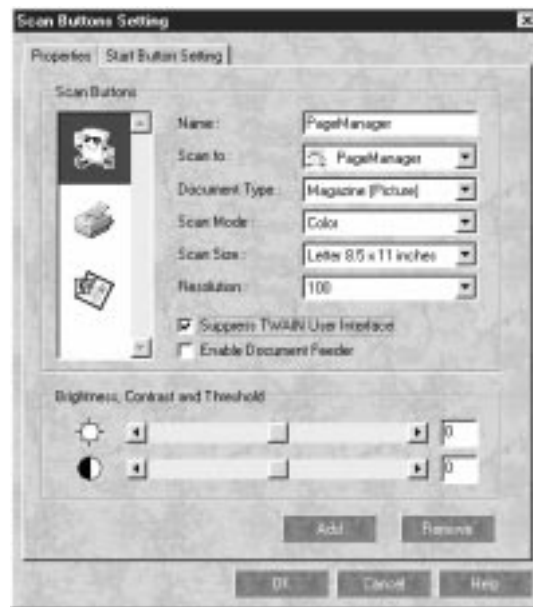 Scan Buttons Setting
Properties
Start Button Setting
Scan Buttons
Name :
PageManager
Scan to :
PageManager
Document Type :
Magazine (Picture)
Scan Mode :
Color
Scan Size :
Letter 8.5 x 11 inches
Resolution :
100
Suppress TWAIN User Interface
Enable Document Feeder
Brightness, Contrast and Threshold
0
0
Add
Remove
OK
Cancel
Help